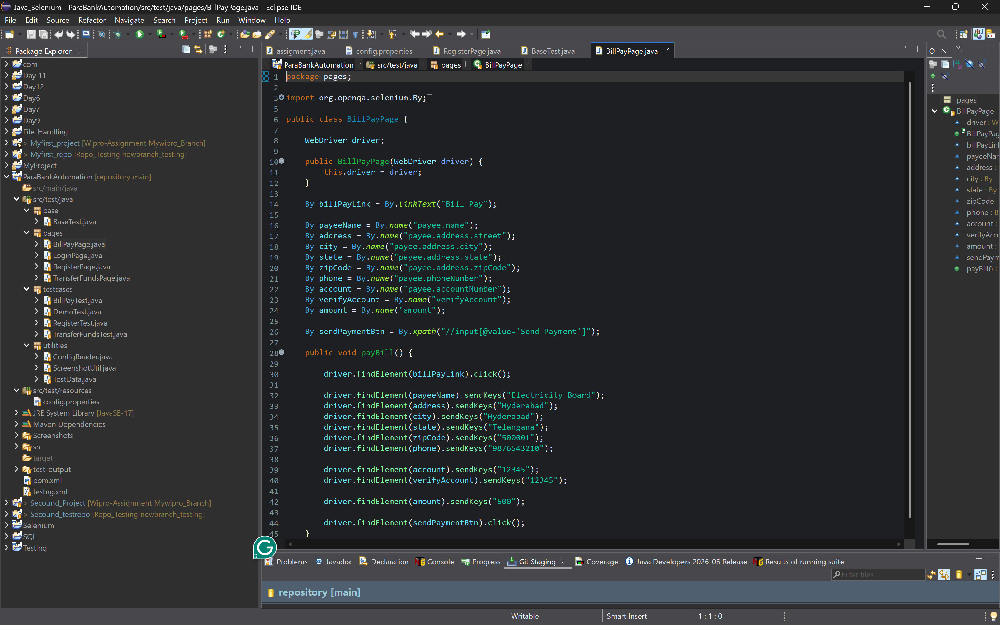 Java_Selenium - ParaBankAutomation/src/test/java/pages/BillPayPage.java - Eclipse IDE
File Edit Source Refactor Navigate Search Project Run Window Help
Package Explorer
com
Day 11
Day12
Day6
Day7
Day9
File_Handling
> Myfirst_project [Wipro-Assignment Mywipro_Branch]
> Myfirst_repo [Repo_Testing newbranch_testing]
MyProject
ParaBankAutomation [repository main]
src/main/java
src/test/java
base
BaseTest.java
pages
BillPayPage.java
LoginPage.java
RegisterPage.java
TransferFundsPage.java
testcases
BillPayTest.java
DemoTest.java
RegisterTest.java
TransferFundsTest.java
utilities
ConfigReader.java
ScreenshotUtil.java
TestData.java
src/test/resources
config.properties
JRE System Library [JavaSE-17]
Maven Dependencies
Screenshots
src
target
test-output
pom.xml
testng.xml
> Secound_Project [Wipro-Assignment Mywipro_Branch]
> Secound_testrepo [Repo_Testing newbranch_testing]
Selenium
SQL
Testing
assigment.java config.properties RegisterPage.java BaseTest.java BillPayPage.java
ParaBankAutomation src/test/java pages BillPayPage
1 package pages;
2
3 import org.openqa.selenium.By;
5
6 public class BillPayPage {
7
8 WebDriver driver;
9
10 public BillPayPage(WebDriver driver) {
11 this.driver = driver;
12 }
13
14 By billPayLink = By.linkText("Bill Pay");
15
16 By payeeName = By.name("payee.name");
17 By address = By.name("payee.address.street");
18 By city = By.name("payee.address.city");
19 By state = By.name("payee.address.state");
20 By zipCode = By.name("payee.address.zipCode");
21 By phone = By.name("payee.phoneNumber");
22 By account = By.name("payee.accountNumber");
23 By verifyAccount = By.name("verifyAccount");
24 By amount = By.name("amount");
25
26 By sendPaymentBtn = By.xpath("//input[@value='Send Payment']");
27
28 public void payBill() {
29
30 driver.findElement(billPayLink).click();
31
32 driver.findElement(payeeName).sendKeys("Electricity Board");
33 driver.findElement(address).sendKeys("Hyderabad");
34 driver.findElement(city).sendKeys("Hyderabad");
35 driver.findElement(state).sendKeys("Telangana");
36 driver.findElement(zipCode).sendKeys("500001");
37 driver.findElement(phone).sendKeys("9876543210");
38
39 driver.findElement(account).sendKeys("12345");
40 driver.findElement(verifyAccount).sendKeys("12345");
41
42 driver.findElement(amount).sendKeys("500");
43
44 driver.findElement(sendPaymentBtn).click();
45 }
O
1
pages
BillPayPage
driver : W
BillPayPag
billPayLin
payeeNa
address :
city : By
state : By
zipCode :
phone : B
account :
verifyAcc
amount :
sendPaym
payBill() :
Problems Javadoc Declaration Console Progress Git Staging Coverage Java Developers 2026-06 Release Results of running suite
Filter files
repository [main]
Writable Smart Insert 1 : 1 : 0